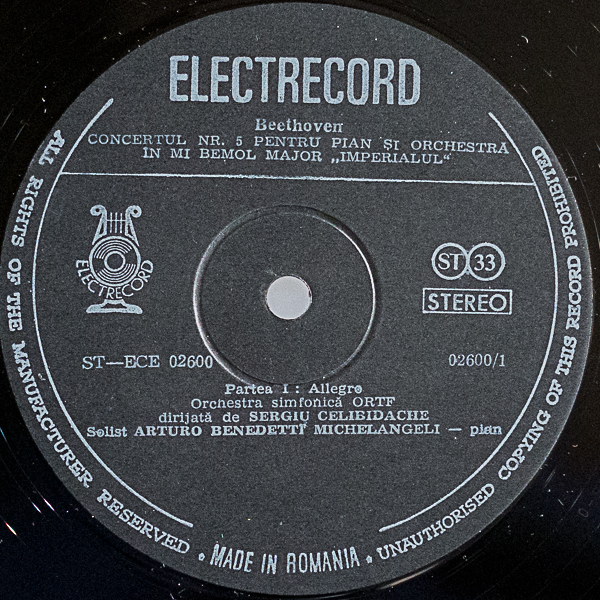 ELECTRECORD
Beethoven
CONCERTUL NR. 5 PENTRU PIAN ȘI ORCHESTRĂ
ÎN MI BEMOL MAJOR „IMPERIALUL“
ELECTRECORD
ST 33
STEREO
ST—ECE 02600
02600/1
Partea I : Allegro
Orchestra simfonică ORTF
dirijată de SERGIU CELIBIDACHE
Solist ARTURO BENEDETTI MICHELANGELI — pian
ALL RIGHTS OF THE MANUFACTURER RESERVED • MADE IN ROMANIA • UNAUTHORISED COPYING OF THIS RECORD PROHIBITED